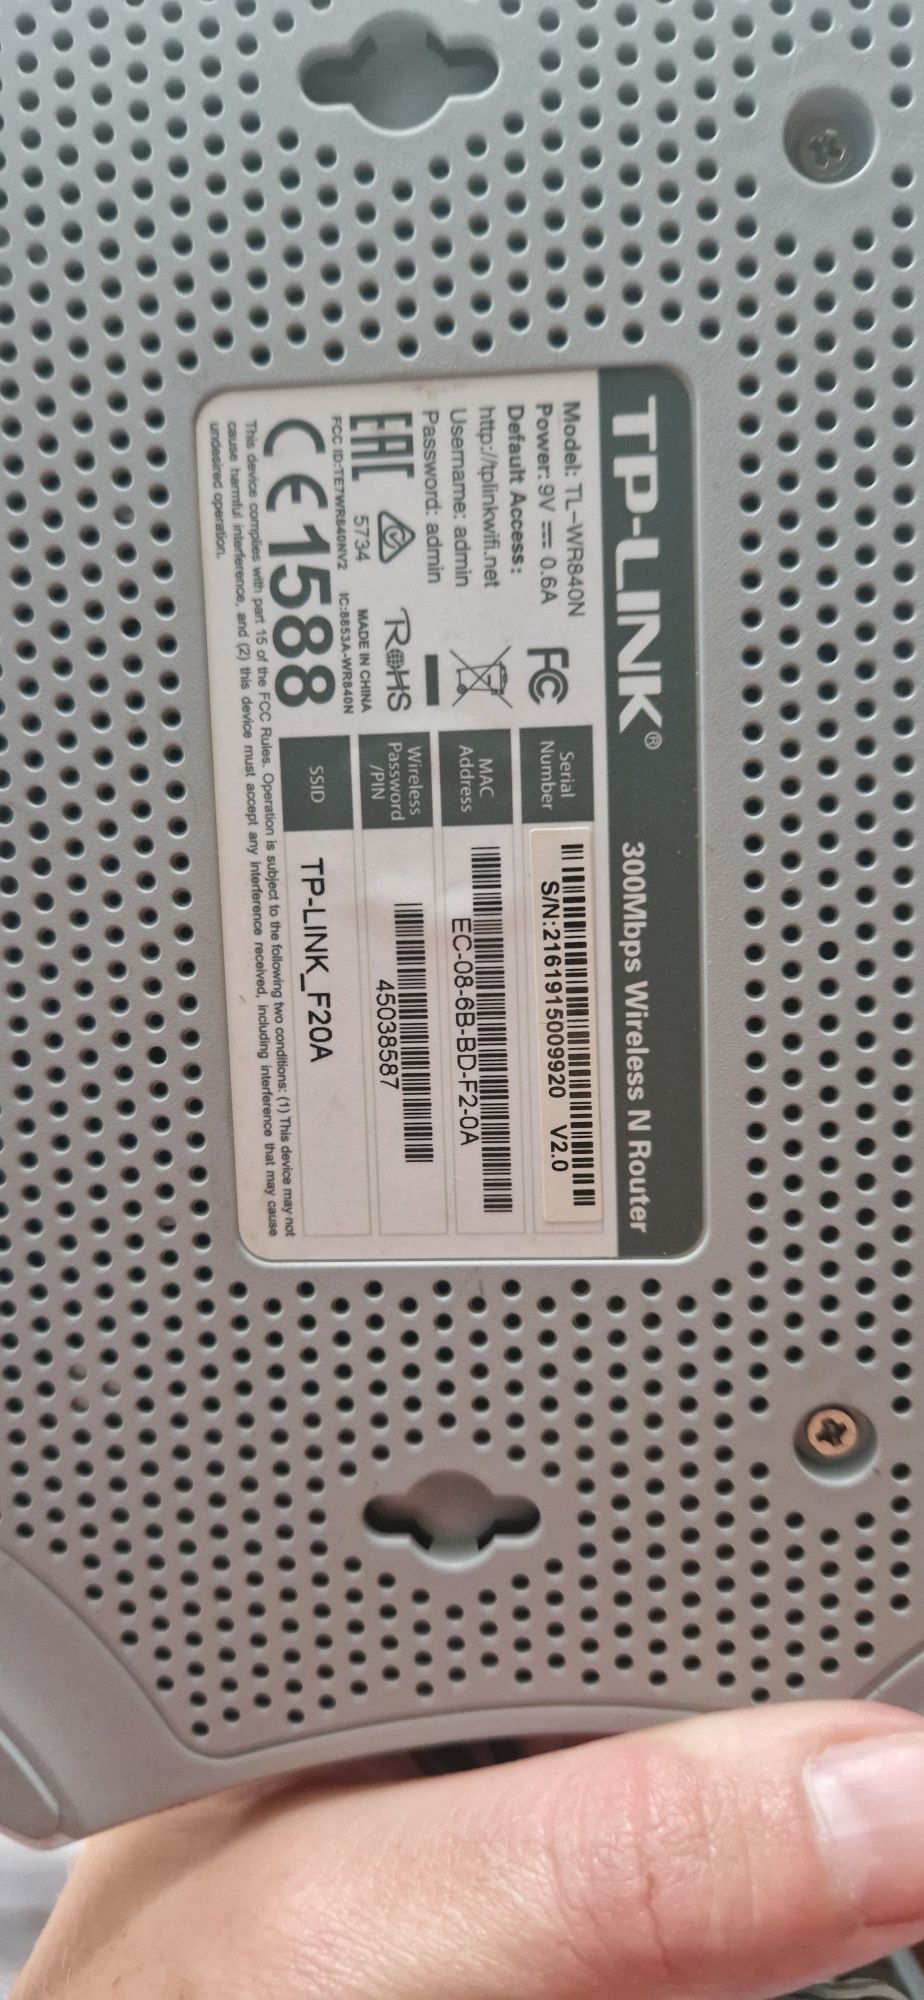 TP-LINK® 300Mbps Wireless N Router
Model: TL-WR840N
Power: 9V ⎓ 0.6A
Default Access:
http://tplinkwifi.net
Username: admin
Password: admin
FC
EAC
5734
RoHS
MADE IN CHINA
FCC ID:TE7WR840NV2 IC:8853A-WR840N
CE1588
Serial
Number
S/N:2161915009920 V2.0
MAC
Address
EC-08-6B-BD-F2-0A
Wireless
Password
/PIN
45038587
SSID
TP-LINK_F20A
This device complies with part 15 of the FCC Rules. Operation is subject to the following two conditions: (1) This device may not
cause harmful interference, and (2) this device must accept any interference received, including interference that may cause
undesired operation.